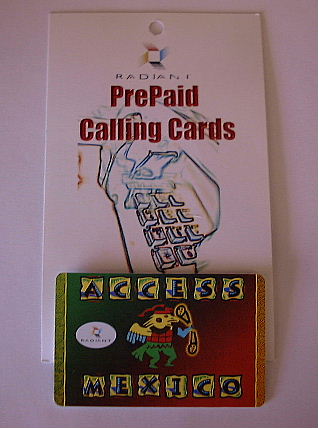 RADIANT
PrePaid
Calling Cards
ACCESS
RADIANT
MEXICO